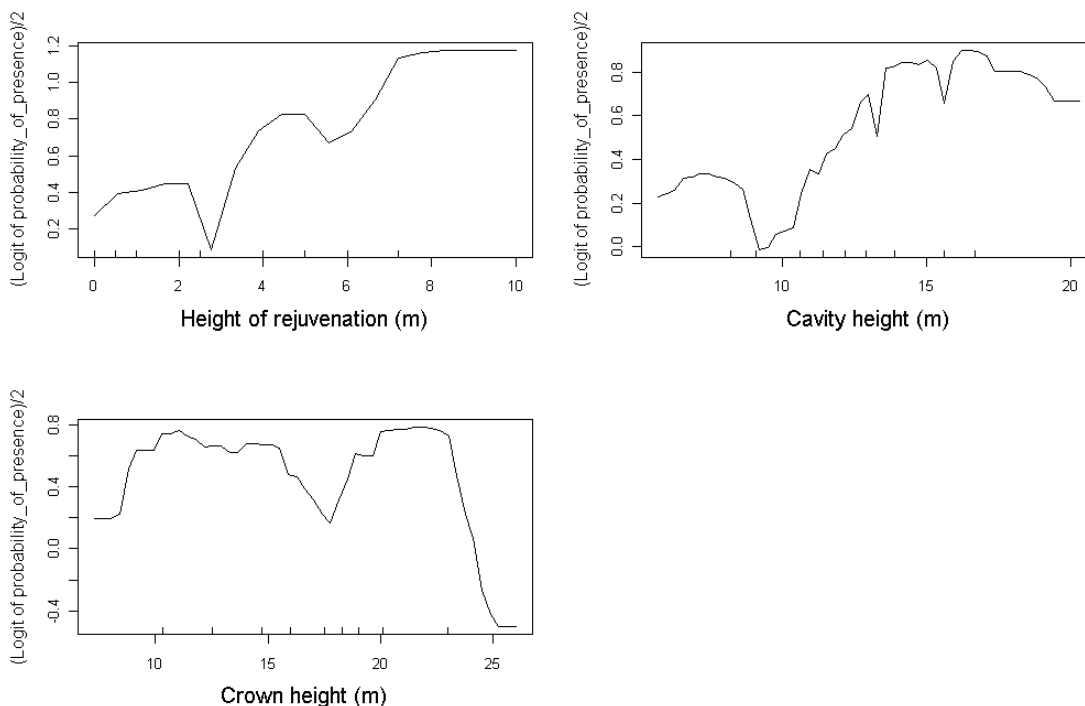 (Logit of probability_of_presence)/2
0.2 0.4 0.6 0.8 1.0 1.2
0 2 4 6 8 10
Height of rejuvenation (m)
(Logit of probability_of_presence)/2
0.0 0.2 0.4 0.6 0.8
10 15 20
Cavity height (m)
(Logit of probability_of_presence)/2
-0.4 0.0 0.4 0.8
10 15 20 25
Crown height (m)